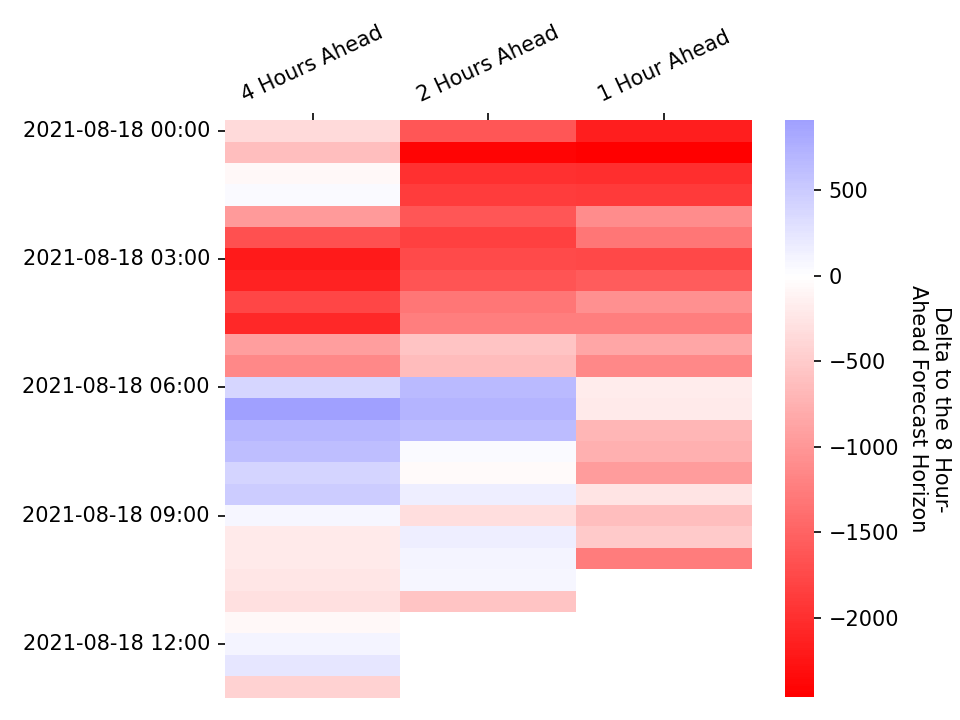 4 Hours Ahead
2 Hours Ahead
1 Hour Ahead
2021-08-18 00:00
2021-08-18 03:00
2021-08-18 06:00
2021-08-18 09:00
2021-08-18 12:00
500
0
−500
−1000
−1500
−2000
Delta to the 8 Hour-
Ahead Forecast Horizon